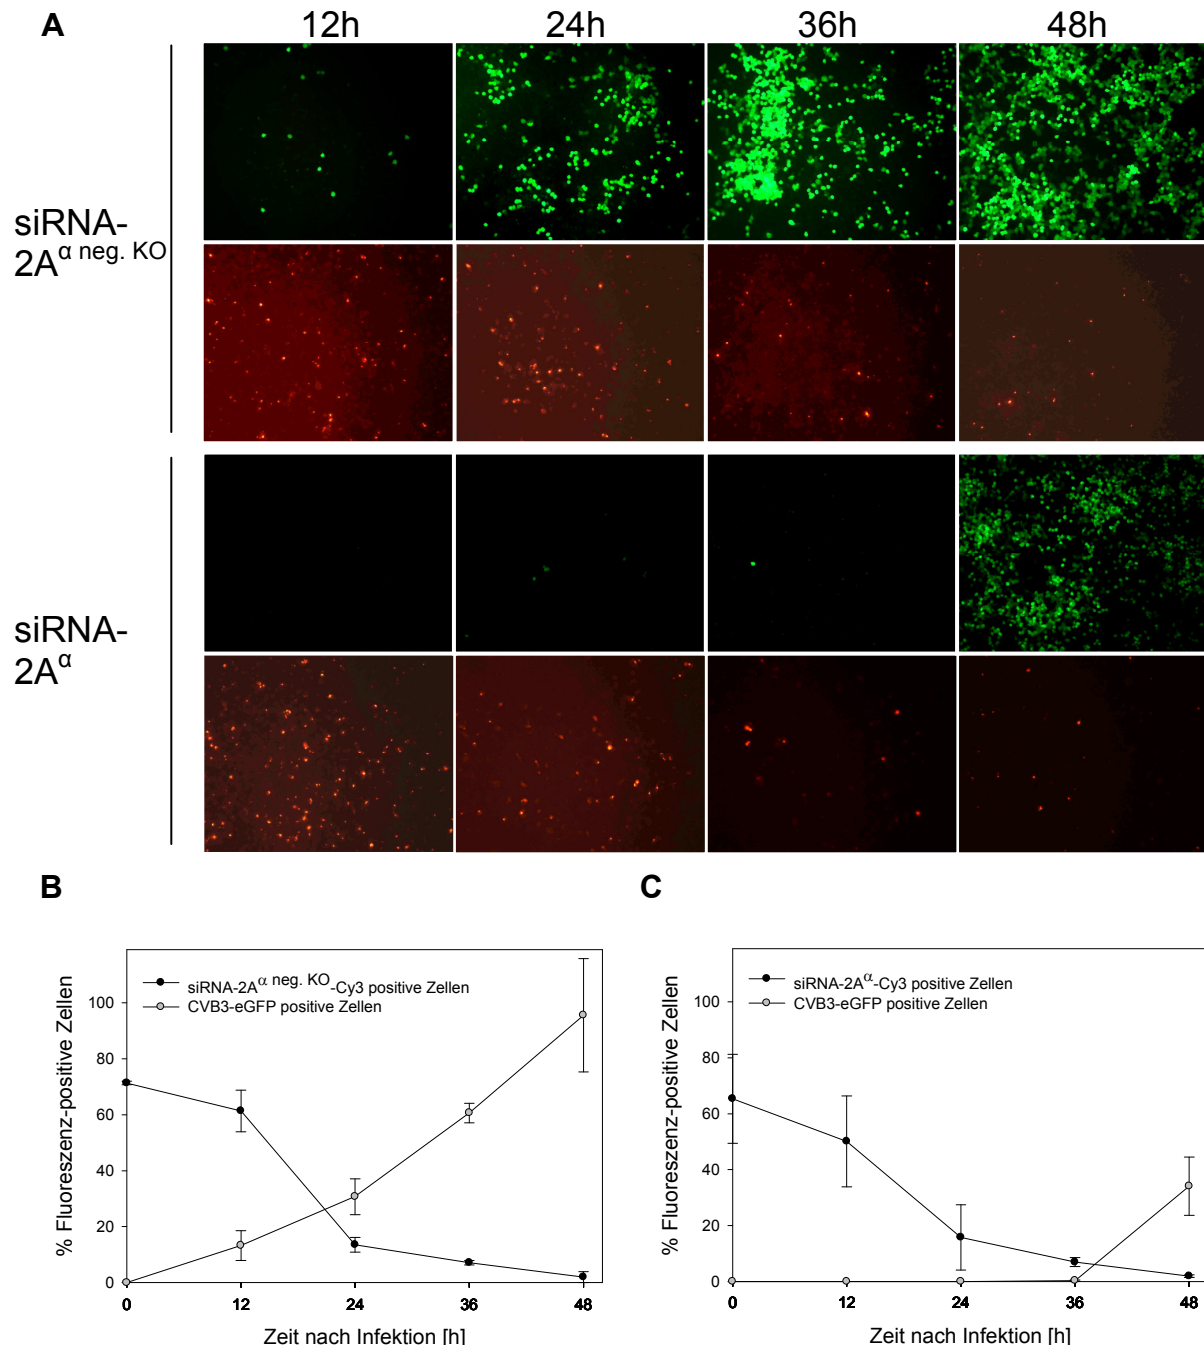 A
12h 24h 36h 48h
siRNA-
2Aα neg. KO
siRNA-
2Aα
B
siRNA-2Aα neg. KO-Cy3 positive Zellen
CVB3-eGFP positive Zellen
% Fluoreszenz-positive Zellen
100
80
60
40
20
0
0 12 24 36 48
Zeit nach Infektion [h]
C
siRNA-2Aα-Cy3 positive Zellen
CVB3-eGFP positive Zellen
% Fluoreszenz-positive Zellen
100
80
60
40
20
0
0 12 24 36 48
Zeit nach Infektion [h]